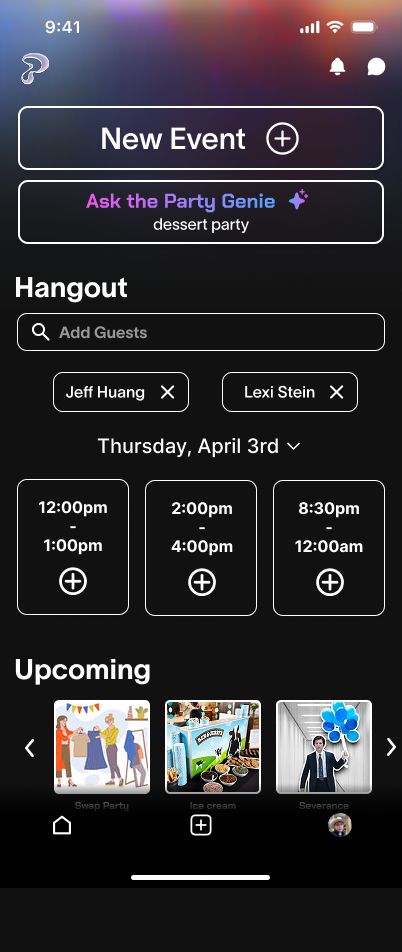 9:41
New Event
Ask the Party Genie
dessert party
Hangout
Add Guests
Jeff Huang
Lexi Stein
Thursday, April 3rd
12:00pm
-
1:00pm
2:00pm
-
4:00pm
8:30pm
-
12:00am
Upcoming
BEN & JERRY'S
Swap Party
Ice cream
Severance